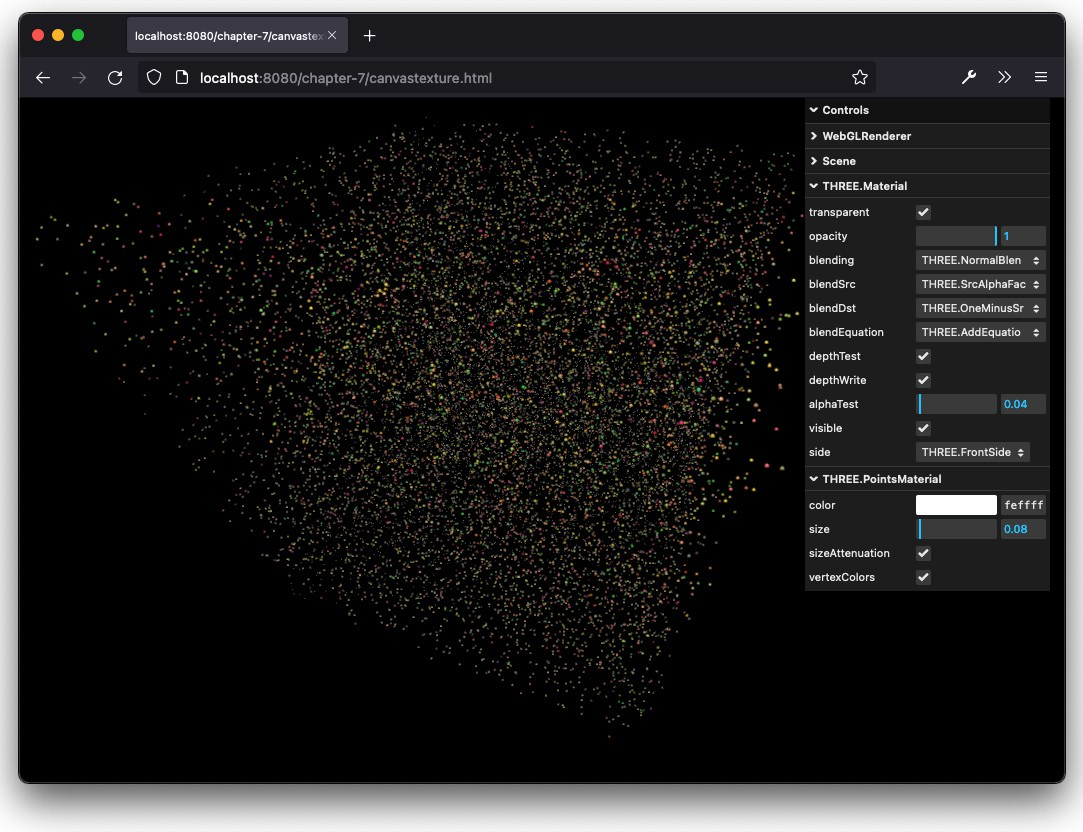 localhost:8080/chapter-7/canvastex
localhost:8080/chapter-7/canvastexture.html
Controls
WebGLRenderer
Scene
THREE.Material
transparent
opacity 1
blending THREE.NormalBlen
blendSrc THREE.SrcAlphaFac
blendDst THREE.OneMinusSr
blendEquation THREE.AddEquatio
depthTest
depthWrite
alphaTest 0.04
visible
side THREE.FrontSide
THREE.PointsMaterial
color feffff
size 0.08
sizeAttenuation
vertexColors